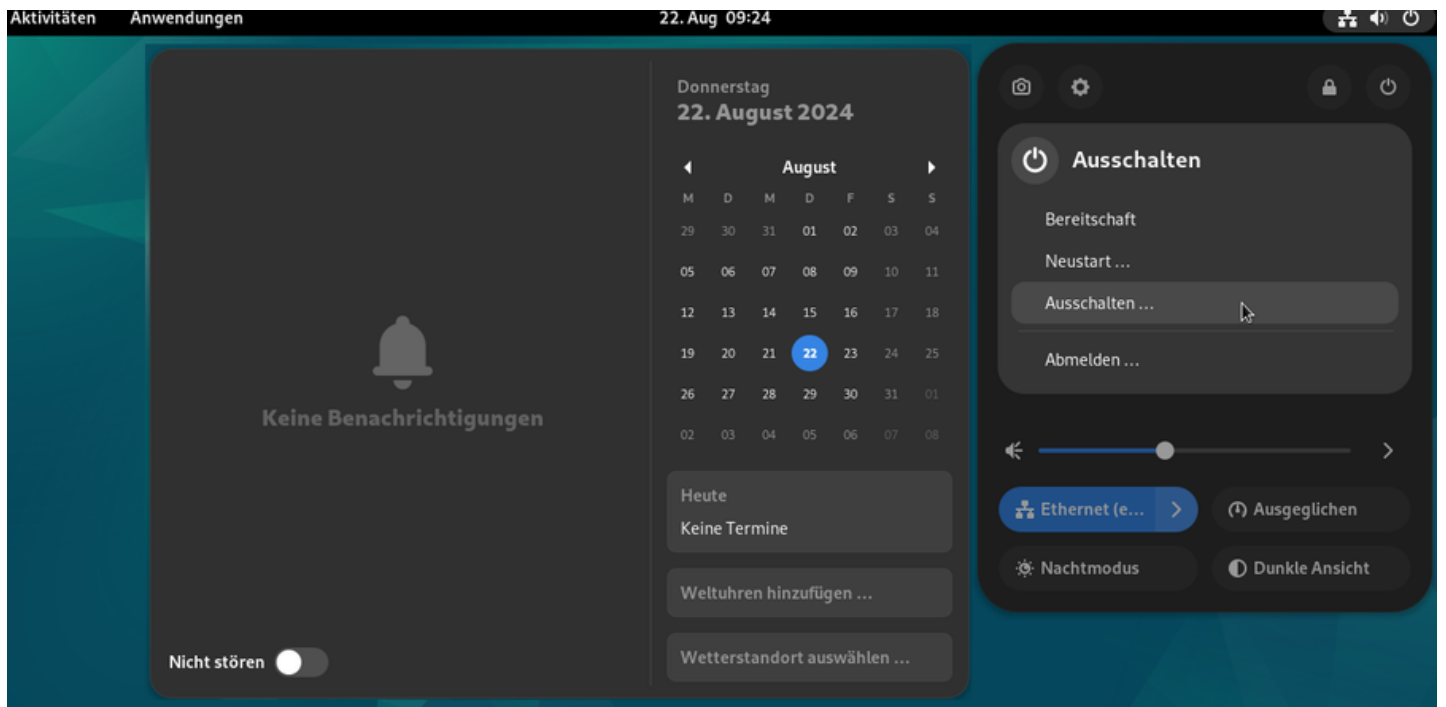 Aktivitäten Anwendungen 22. Aug 09:24
Donnerstag
22. August 2024
August
M D M D F S S
29 30 31 01 02 03 04
05 06 07 08 09 10 11
12 13 14 15 16 17 18
19 20 21 22 23 24 25
26 27 28 29 30 31 01
02 03 04 05 06 07 08
Heute
Keine Termine
Weltuhren hinzufügen ...
Wetterstandort auswählen ...
Keine Benachrichtigungen
Nicht stören
Ausschalten
Bereitschaft
Neustart ...
Ausschalten ...
Abmelden ...
Ethernet (e... Ausgeglichen
Nachtmodus Dunkle Ansicht